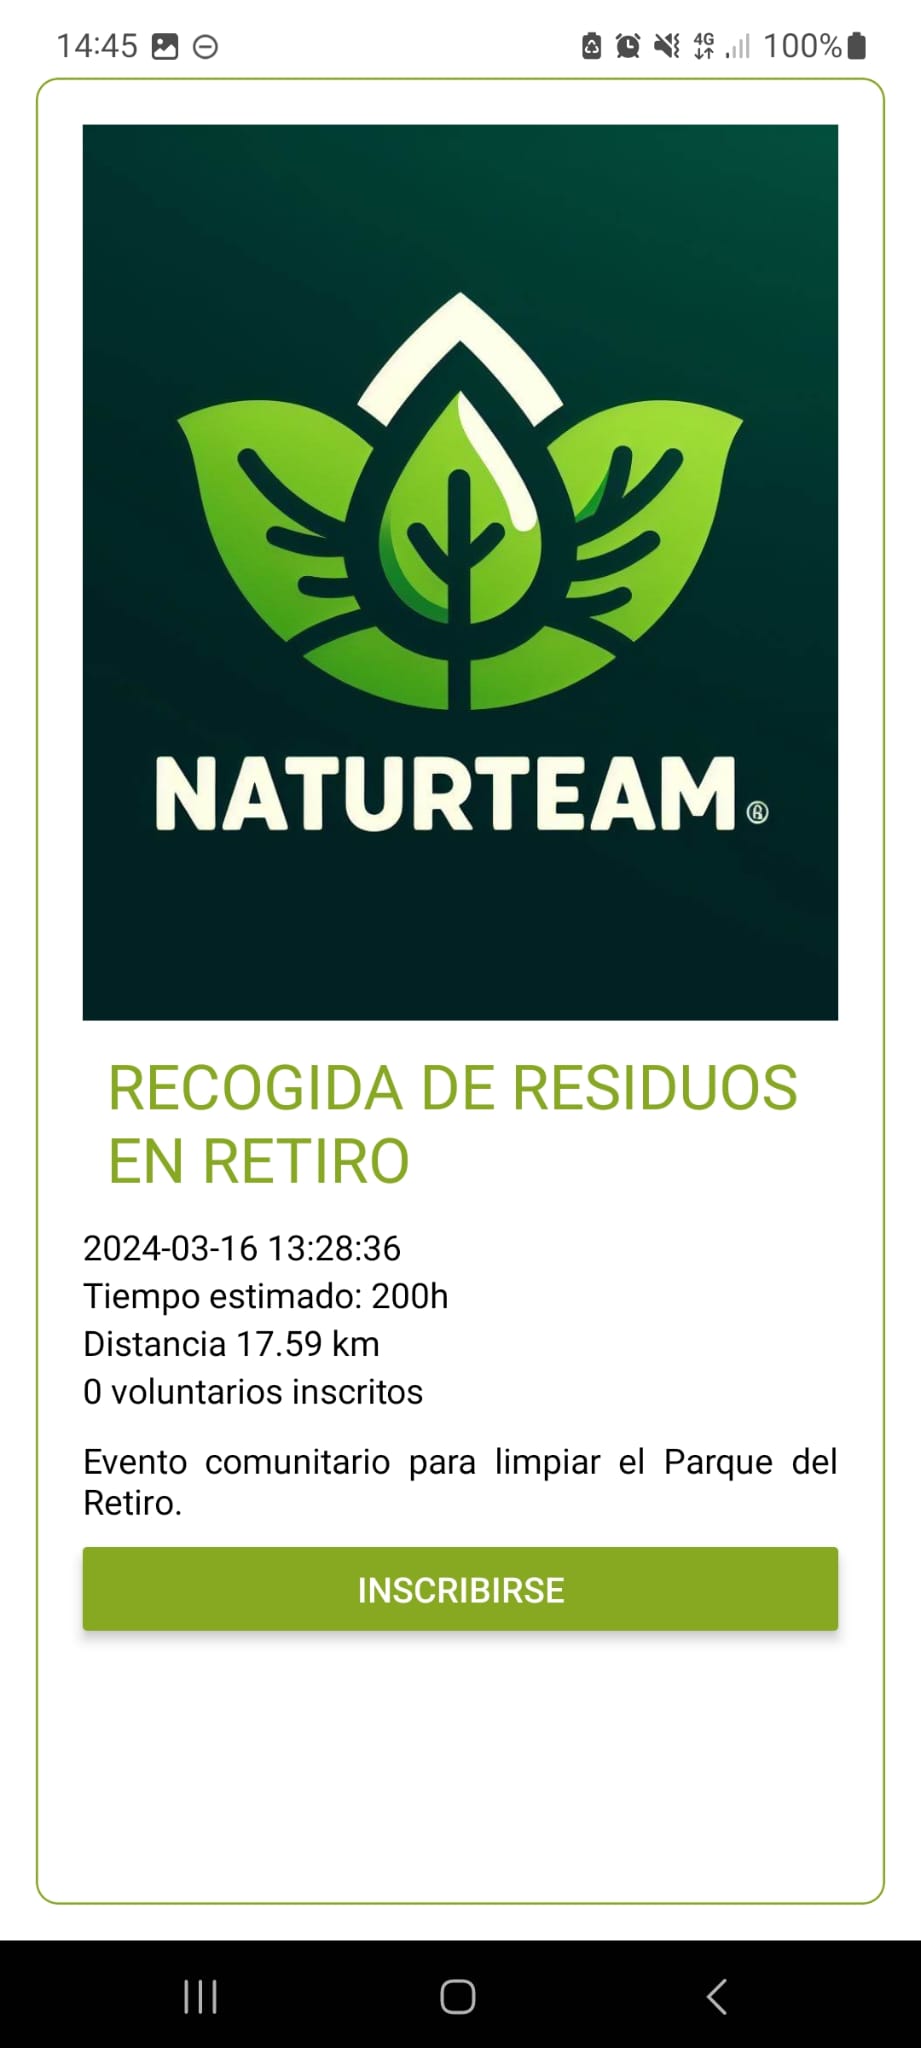 14:45
4G
100%
NATURTEAM®
RECOGIDA DE RESIDUOS
EN RETIRO
2024-03-16 13:28:36
Tiempo estimado: 200h
Distancia 17.59 km
0 voluntarios inscritos
Evento comunitario para limpiar el Parque del
Retiro.
INSCRIBIRSE